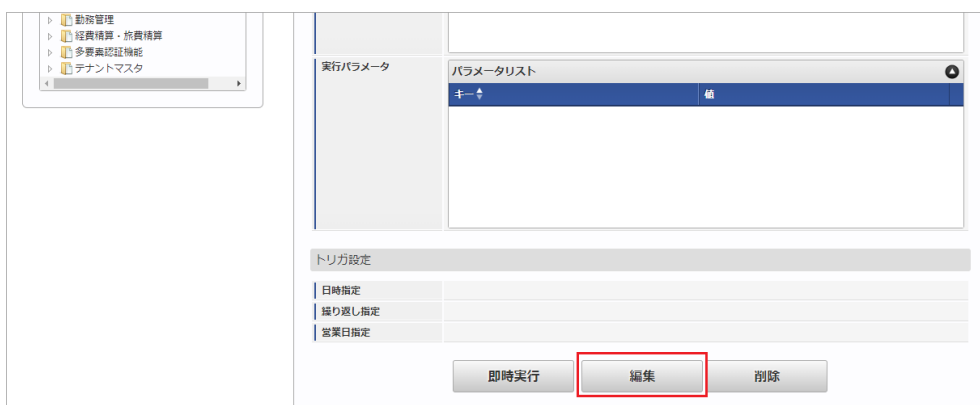 勤務管理
経費精算・旅費精算
多要素認証機能
テナントマスタ
実行パラメータ
パラメータリスト
キー 値
トリガ設定
日時指定
繰り返し指定
営業日指定
即時実行 編集 削除